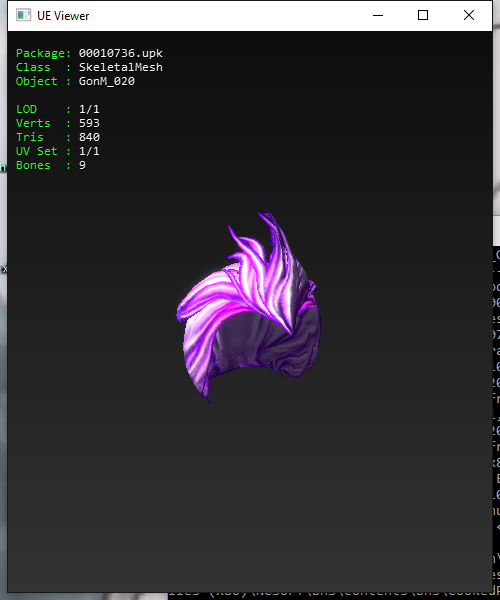 UE Viewer
Package: 00010736.upk
Class : SkeletalMesh
Object : GonM_020
LOD : 1/1
Verts : 593
Tris : 840
UV Set : 1/1
Bones : 9